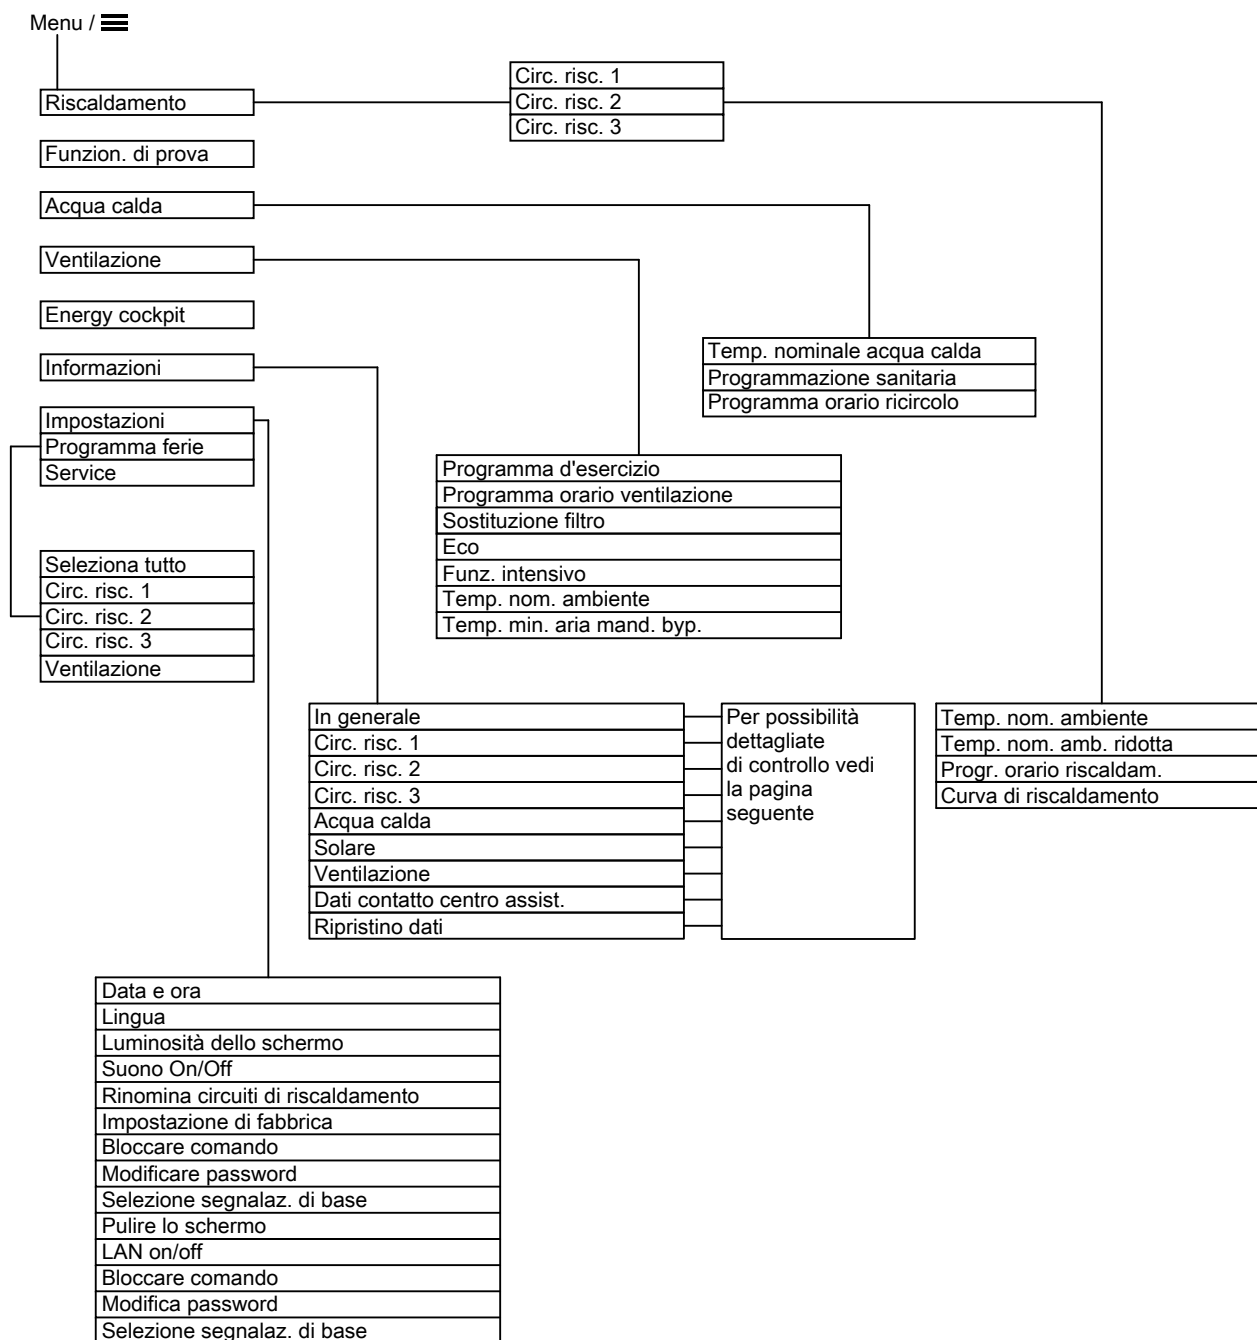 Menu /
Riscaldamento
Circ. risc. 1
Circ. risc. 2
Circ. risc. 3
Funzion. di prova
Acqua calda
Ventilazione
Energy cockpit
Informazioni
Temp. nominale acqua calda
Programmazione sanitaria
Programma orario ricircolo
Impostazioni
Programma ferie
Service
Programma d'esercizio
Programma orario ventilazione
Sostituzione filtro
Eco
Funz. intensivo
Temp. nom. ambiente
Temp. min. aria mand. byp.
Seleziona tutto
Circ. risc. 1
Circ. risc. 2
Circ. risc. 3
Ventilazione
In generale
Circ. risc. 1
Circ. risc. 2
Circ. risc. 3
Acqua calda
Solare
Ventilazione
Dati contatto centro assist.
Ripristino dati
Per possibilità
dettagliate
di controllo vedi
la pagina
seguente
Temp. nom. ambiente
Temp. nom. amb. ridotta
Progr. orario riscaldam.
Curva di riscaldamento
Data e ora
Lingua
Luminosità dello schermo
Suono On/Off
Rinomina circuiti di riscaldamento
Impostazione di fabbrica
Bloccare comando
Modificare password
Selezione segnalaz. di base
Pulire lo schermo
LAN on/off
Bloccare comando
Modifica password
Selezione segnalaz. di base